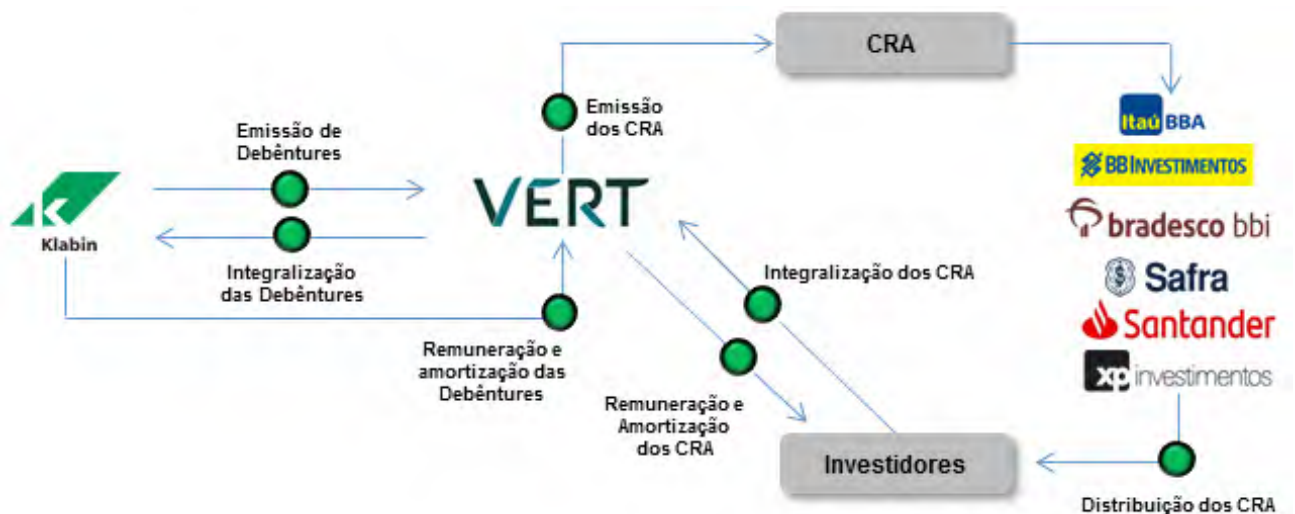 CRA
Emissão
dos CRA
Itaú BBA
BB INVESTIMENTOS
Emissão de
Debêntures
VERT
bradesco bbi
Klabin
Integralização
das Debêntures
Integralização dos CRA
Safra
Santander
Remuneração e
amortização das
Debêntures
xp investimentos
Remuneração e
Amortização
dos CRA
Investidores
Distribuição dos CRA